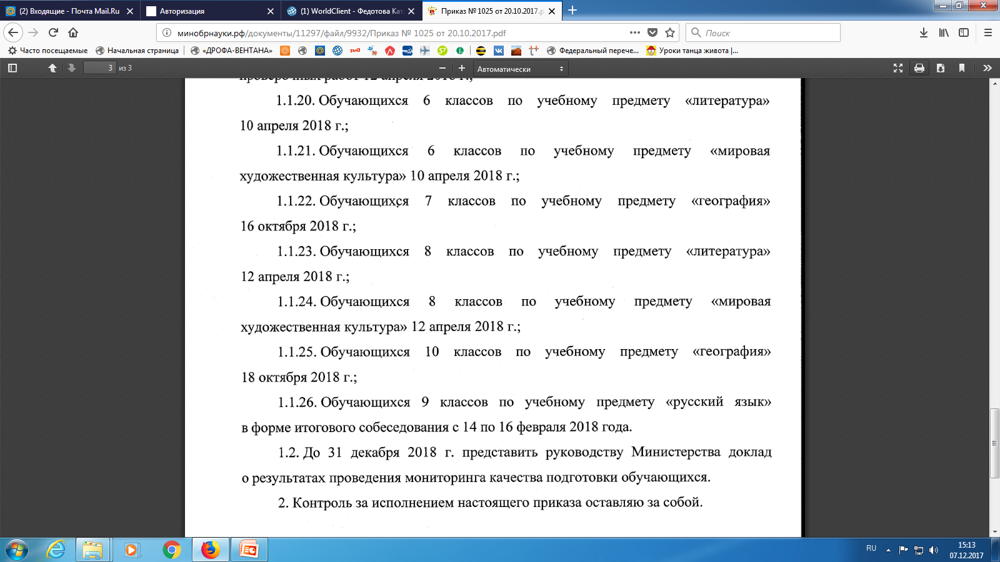 (2) Входящие - Почта Mail.Ru
Авторизация
(1) WorldClient - Федотова Кат
Приказ № 1025 от 20.10.2017.p
минобрнауки.рф/документы/11297/файл/9932/Приказ № 1025 от 20.10.2017.pdf
Поиск
Часто посещаемые
Начальная страница
«ДРОФА-ВЕНТАНА»
Федеральный перече...
Уроки танца живота |...
3 из 3
Автоматически
проверочных работ 12 апреля 2018 г.;
1.1.20. Обучающихся 6 классов по учебному предмету «литература»
10 апреля 2018 г.;
1.1.21. Обучающихся 6 классов по учебному предмету «мировая
художественная культура» 10 апреля 2018 г.;
1.1.22. Обучающихся 7 классов по учебному предмету «география»
16 октября 2018 г.;
1.1.23. Обучающихся 8 классов по учебному предмету «литература»
12 апреля 2018 г.;
1.1.24. Обучающихся 8 классов по учебному предмету «мировая
художественная культура» 12 апреля 2018 г.;
1.1.25. Обучающихся 10 классов по учебному предмету «география»
18 октября 2018 г.;
1.1.26. Обучающихся 9 классов по учебному предмету «русский язык»
в форме итогового собеседования с 14 по 16 февраля 2018 года.
1.2. До 31 декабря 2018 г. представить руководству Министерства доклад
о результатах проведения мониторинга качества подготовки обучающихся.
2. Контроль за исполнением настоящего приказа оставляю за собой.
RU
15:13
07.12.2017